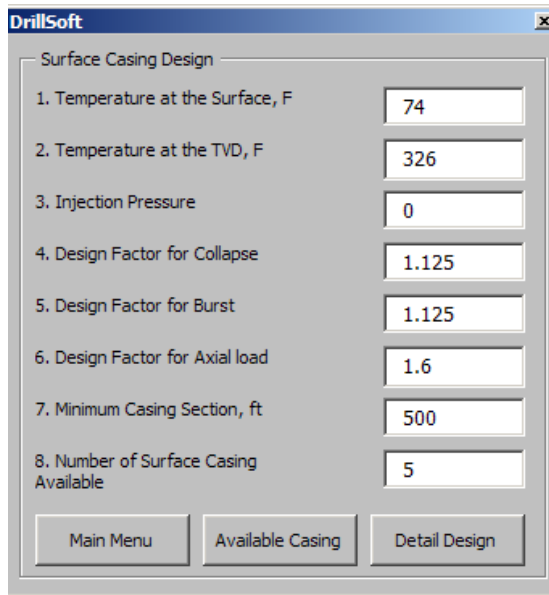 DrillSoft
Surface Casing Design
1. Temperature at the Surface, F
74
2. Temperature at the TVD, F
326
3. Injection Pressure
0
4. Design Factor for Collapse
1.125
5. Design Factor for Burst
1.125
6. Design Factor for Axial load
1.6
7. Minimum Casing Section, ft
500
8. Number of Surface Casing
Available
5
Main Menu
Available Casing
Detail Design